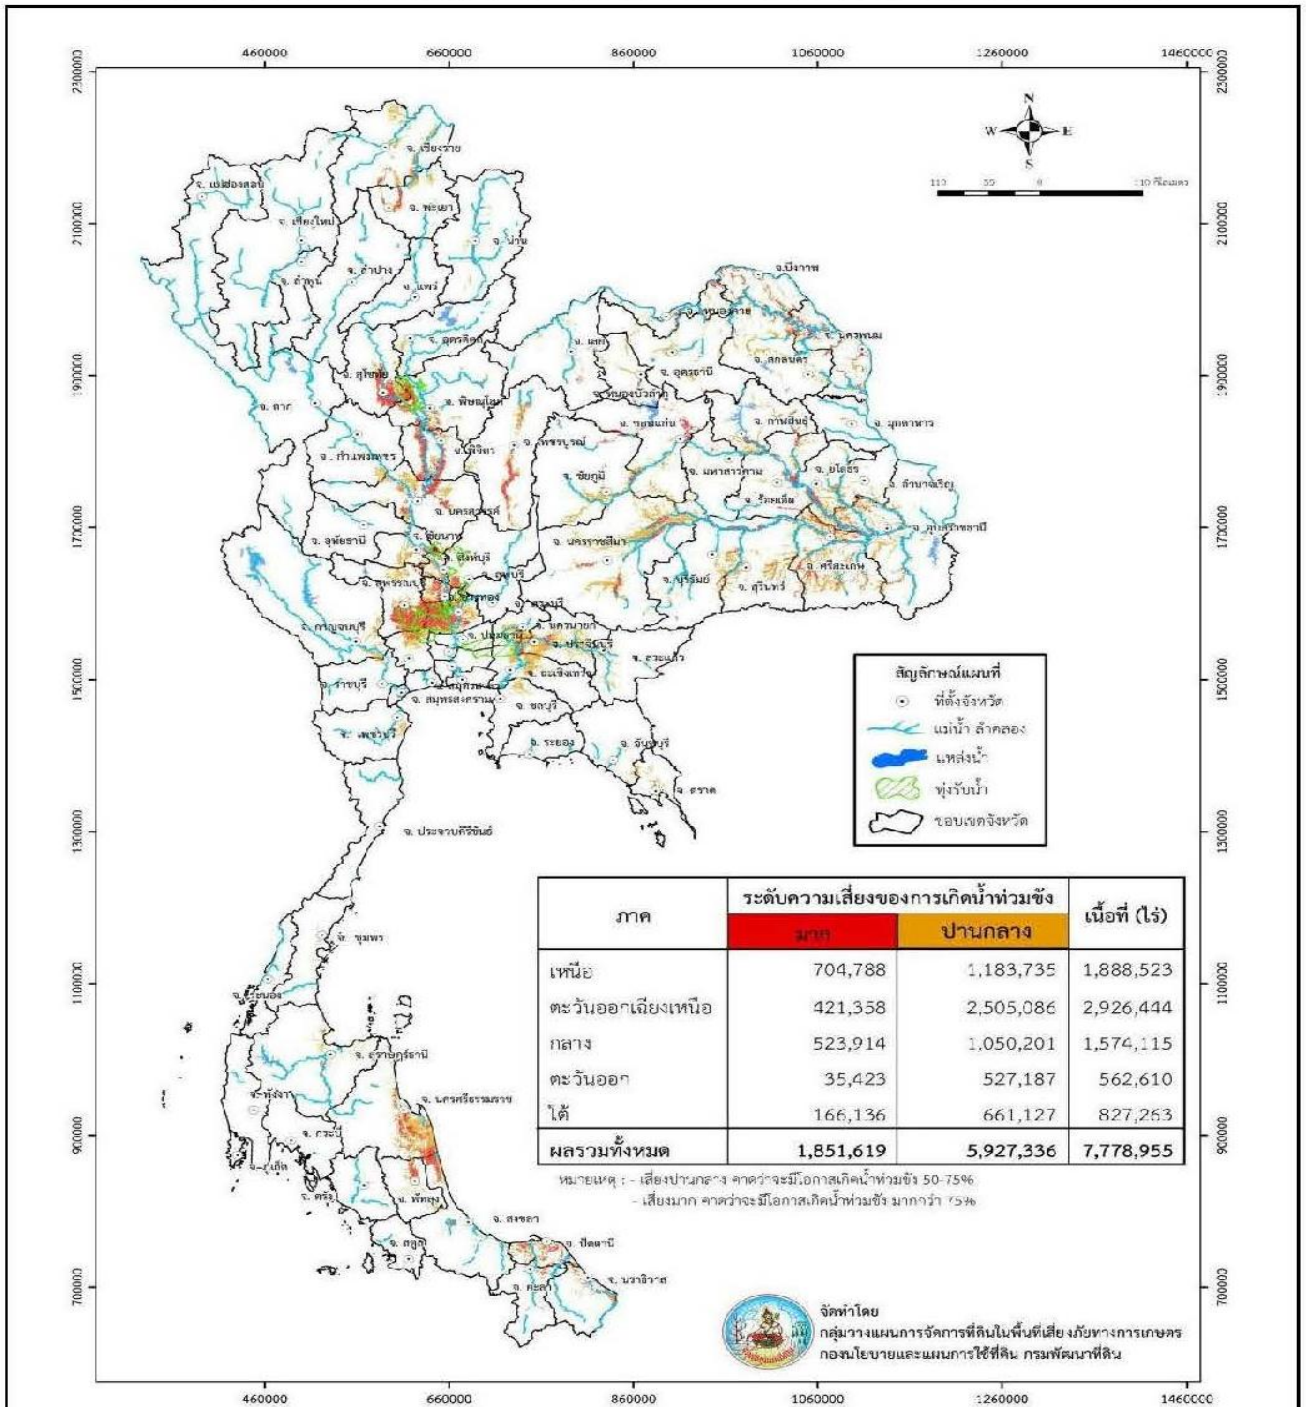 460000 660000 860000 1060000 1260000 1460000
2300000 2300000
N
W E
S
110 55 0 110 กิโลเมตร
จ. เชียงราย
จ. แม่ฮ่องสอน
จ. พะเยา
2100000 2100000
จ. เชียงใหม่
จ. น่าน
จ. ลำปาง
จ.บึงกาฬ
จ. ลำพูน
จ. แพร่
จ. หนองคาย
จ. นครพนม
จ. อุตรดิตถ์
จ. เลย
จ. สกลนคร
1900000 1900000
จ. สุโขทัย
จ. อุดรธานี
จ. หนองบัวลำภู
จ. ตาก
จ. พิษณุโลก
จ. ขอนแก่น
จ. กาฬสินธุ์
จ. มุกดาหาร
จ. เพชรบูรณ์
จ. พิจิตร
จ. กำแพงเพชร
จ. ชัยภูมิ
จ. มหาสารคาม
จ. ยโสธร
จ. อำนาจเจริญ
จ. ร้อยเอ็ด
จ. นครสวรรค์
1700000 1700000
จ. อุบลราชธานี
จ. ชัยนาท
จ. อุทัยธานี
จ. นครราชสีมา
จ. สิงห์บุรี
จ. ศรีสะเกษ
จ. ลพบุรี
จ. บุรีรัมย์
จ. สุพรรณบุรี
จ. สุรินทร์
จ. อ่างทอง
จ. สระบุรี
จ. กาญจนบุรี
จ. นครนายก
จ. ปทุมธานี
จ. ปราจีนบุรี
จ. สระแก้ว
จ. ฉะเชิงเทรา
1500000 1500000
จ. ราชบุรี
จ. สมุทรสงคราม
จ. ชลบุรี
จ. เพชรบุรี
จ. ระยอง
จ. จันทบุรี
จ. ตราด
สัญลักษณ์แผนที่
ที่ตั้งจังหวัด
แม่น้ำ ลำคลอง
แหล่งน้ำ
ทุ่งรับน้ำ
ขอบเขตจังหวัด
1300000 1300000
จ. ประจวบคีรีขันธ์
จ. ชุมพร
1100000 1100000
จ. ระนอง
จ. สุราษฎร์ธานี
จ. พังงา
จ. นครศรีธรรมราช
จ. กระบี่
900000 900000
จ. ภูเก็ต
จ. ตรัง
จ. พัทลุง
จ. สงขลา
จ. สตูล
จ. ปัตตานี
จ. ยะลา
จ. นราธิวาส
700000 700000
ภาค ระดับความเสี่ยงของการเกิดน้ำท่วมขัง เนื้อที่ (ไร่)
มาก ปานกลาง
เหนือ 704,788 1,183,735 1,888,523
ตะวันออกเฉียงเหนือ 421,358 2,505,086 2,926,444
กลาง 523,914 1,050,201 1,574,115
ตะวันออก 35,423 527,187 562,610
ใต้ 166,136 661,127 827,263
ผลรวมทั้งหมด 1,851,619 5,927,336 7,778,955
หมายเหตุ : - เสี่ยงปานกลาง คาดว่าจะมีโอกาสเกิดน้ำท่วมขัง 50-75%
- เสี่ยงมาก คาดว่าจะมีโอกาสเกิดน้ำท่วมขัง มากกว่า 75%
จัดทำโดย
กลุ่มวางแผนการจัดการที่ดินในพื้นที่เสี่ยงภัยทางการเกษตร
กองนโยบายและแผนการใช้ที่ดิน กรมพัฒนาที่ดิน
460000 660000 860000 1060000 1260000 1460000